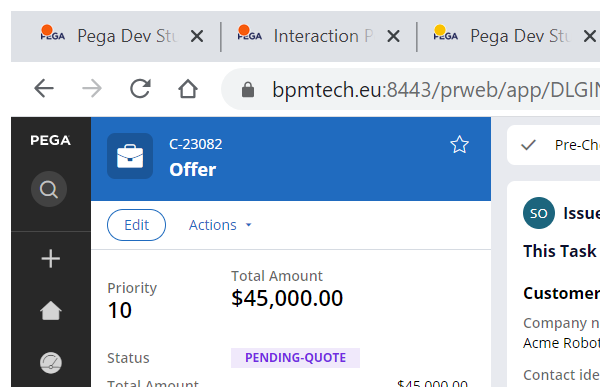 PEGA Pega Dev Stu
PEGA Interaction P
PEGA Pega Dev Stu
bpmtech.eu:8443/prweb/app/DLGIN
PEGA
C-23082
Offer
Edit
Actions
Priority
10
Total Amount
$45,000.00
Status
PENDING-QUOTE
Total Amount
$45,000.00
Pre-Che
SO
Issue
This Task
Customer
Company n
Acme Robot
Contact ide